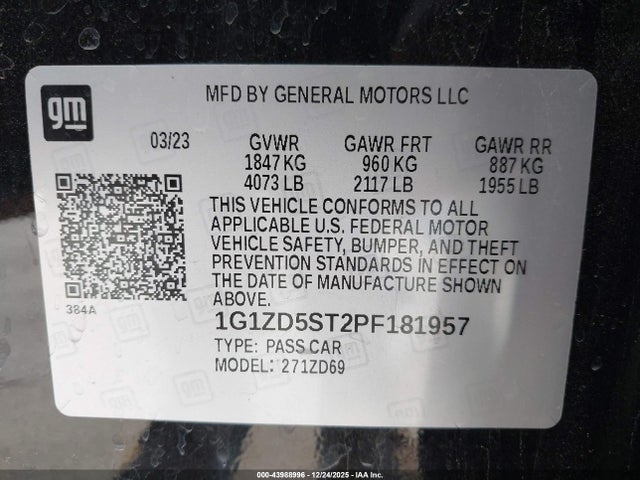 gm
MFD BY GENERAL MOTORS LLC
03/23 GVWR GAWR FRT GAWR RR
1847 KG 960 KG 887 KG
4073 LB 2117 LB 1955 LB
THIS VEHICLE CONFORMS TO ALL
APPLICABLE U.S. FEDERAL MOTOR
VEHICLE SAFETY, BUMPER, AND THEFT
PREVENTION STANDARDS IN EFFECT ON
THE DATE OF MANUFACTURE SHOWN
ABOVE.
384A
1G1ZD5ST2PF181957
TYPE: PASS CAR
MODEL: 271ZD69
000-43988996 - 12/24/2025 - IAAI.COM